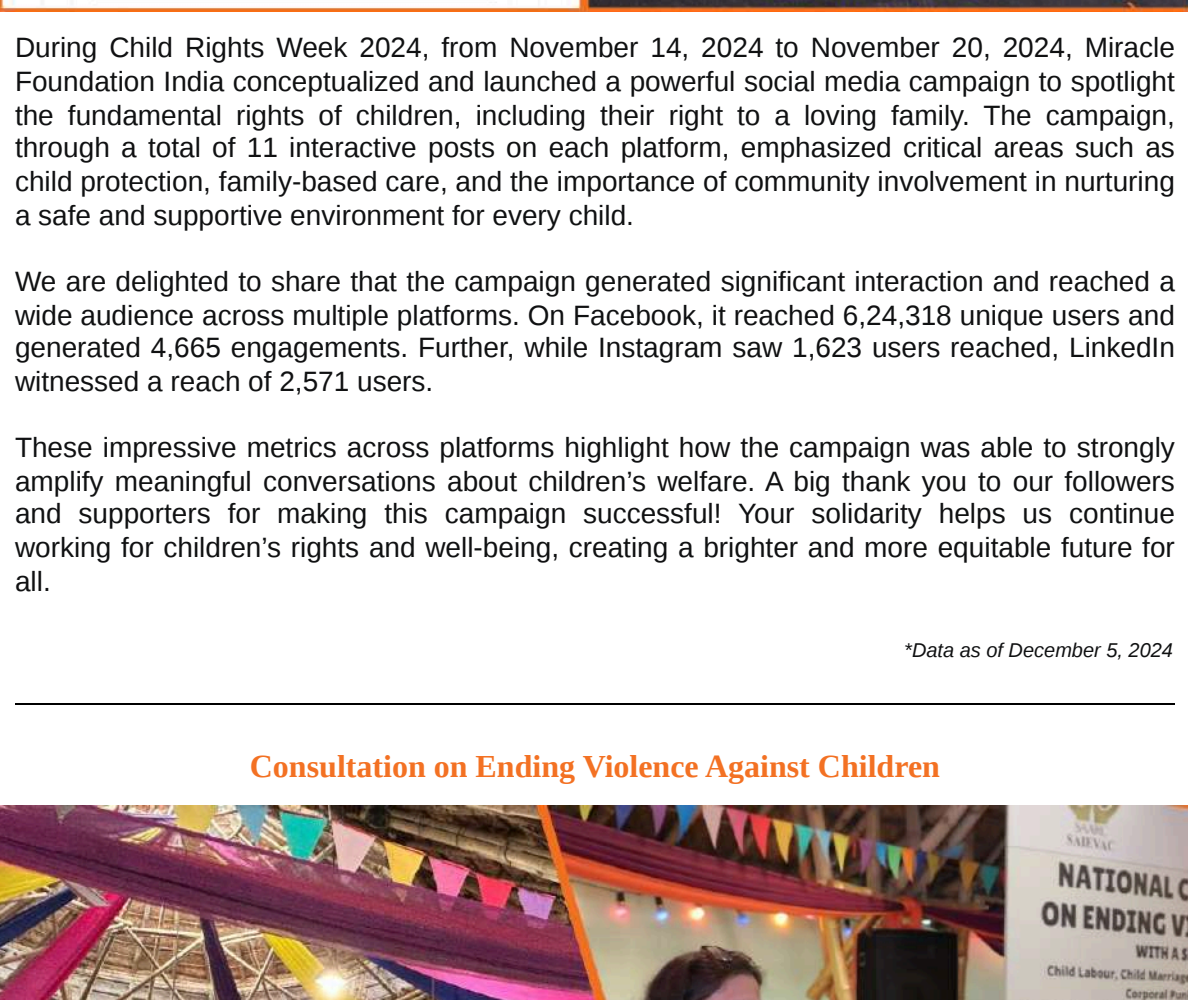 During Child Rights Week 2024, from November 14, 2024 to November 20, 2024, Miracle
Foundation India conceptualized and launched a powerful social media campaign to spotlight
the fundamental rights of children, including their right to a loving family. The campaign,
through a total of 11 interactive posts on each platform, emphasized critical areas such as
child protection, family-based care, and the importance of community involvement in nurturing
a safe and supportive environment for every child.
We are delighted to share that the campaign generated significant interaction and reached a
wide audience across multiple platforms. On Facebook, it reached 6,24,318 unique users and
generated 4,665 engagements. Further, while Instagram saw 1,623 users reached, LinkedIn
witnessed a reach of 2,571 users.
These impressive metrics across platforms highlight how the campaign was able to strongly
amplify meaningful conversations about children’s welfare. A big thank you to our followers
and supporters for making this campaign successful! Your solidarity helps us continue
working for children’s rights and well-being, creating a brighter and more equitable future for
all.
*Data as of December 5, 2024
Consultation on Ending Violence Against Children
SAIEVAC
NATIONAL C
ON ENDING VI
WITH A S
Child Labour, Child Marriage
Corporal Pun